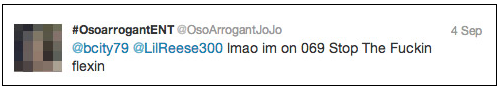 #OsoarrogantENT @OsoArrogantJoJo 4 Sep
@bcity79 @LilReese300 lmao im on 069 Stop The Fuckin
flexin